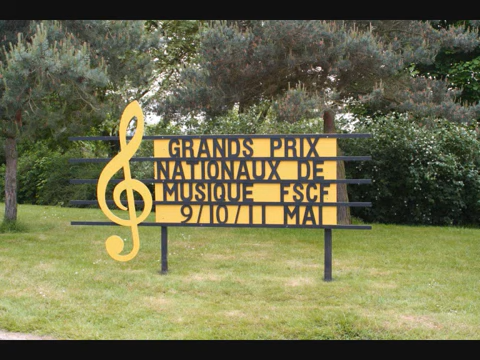 GRANDS PRIX
NATIONAUX DE
MUSIQUE FSCF
9/10/11 MAI